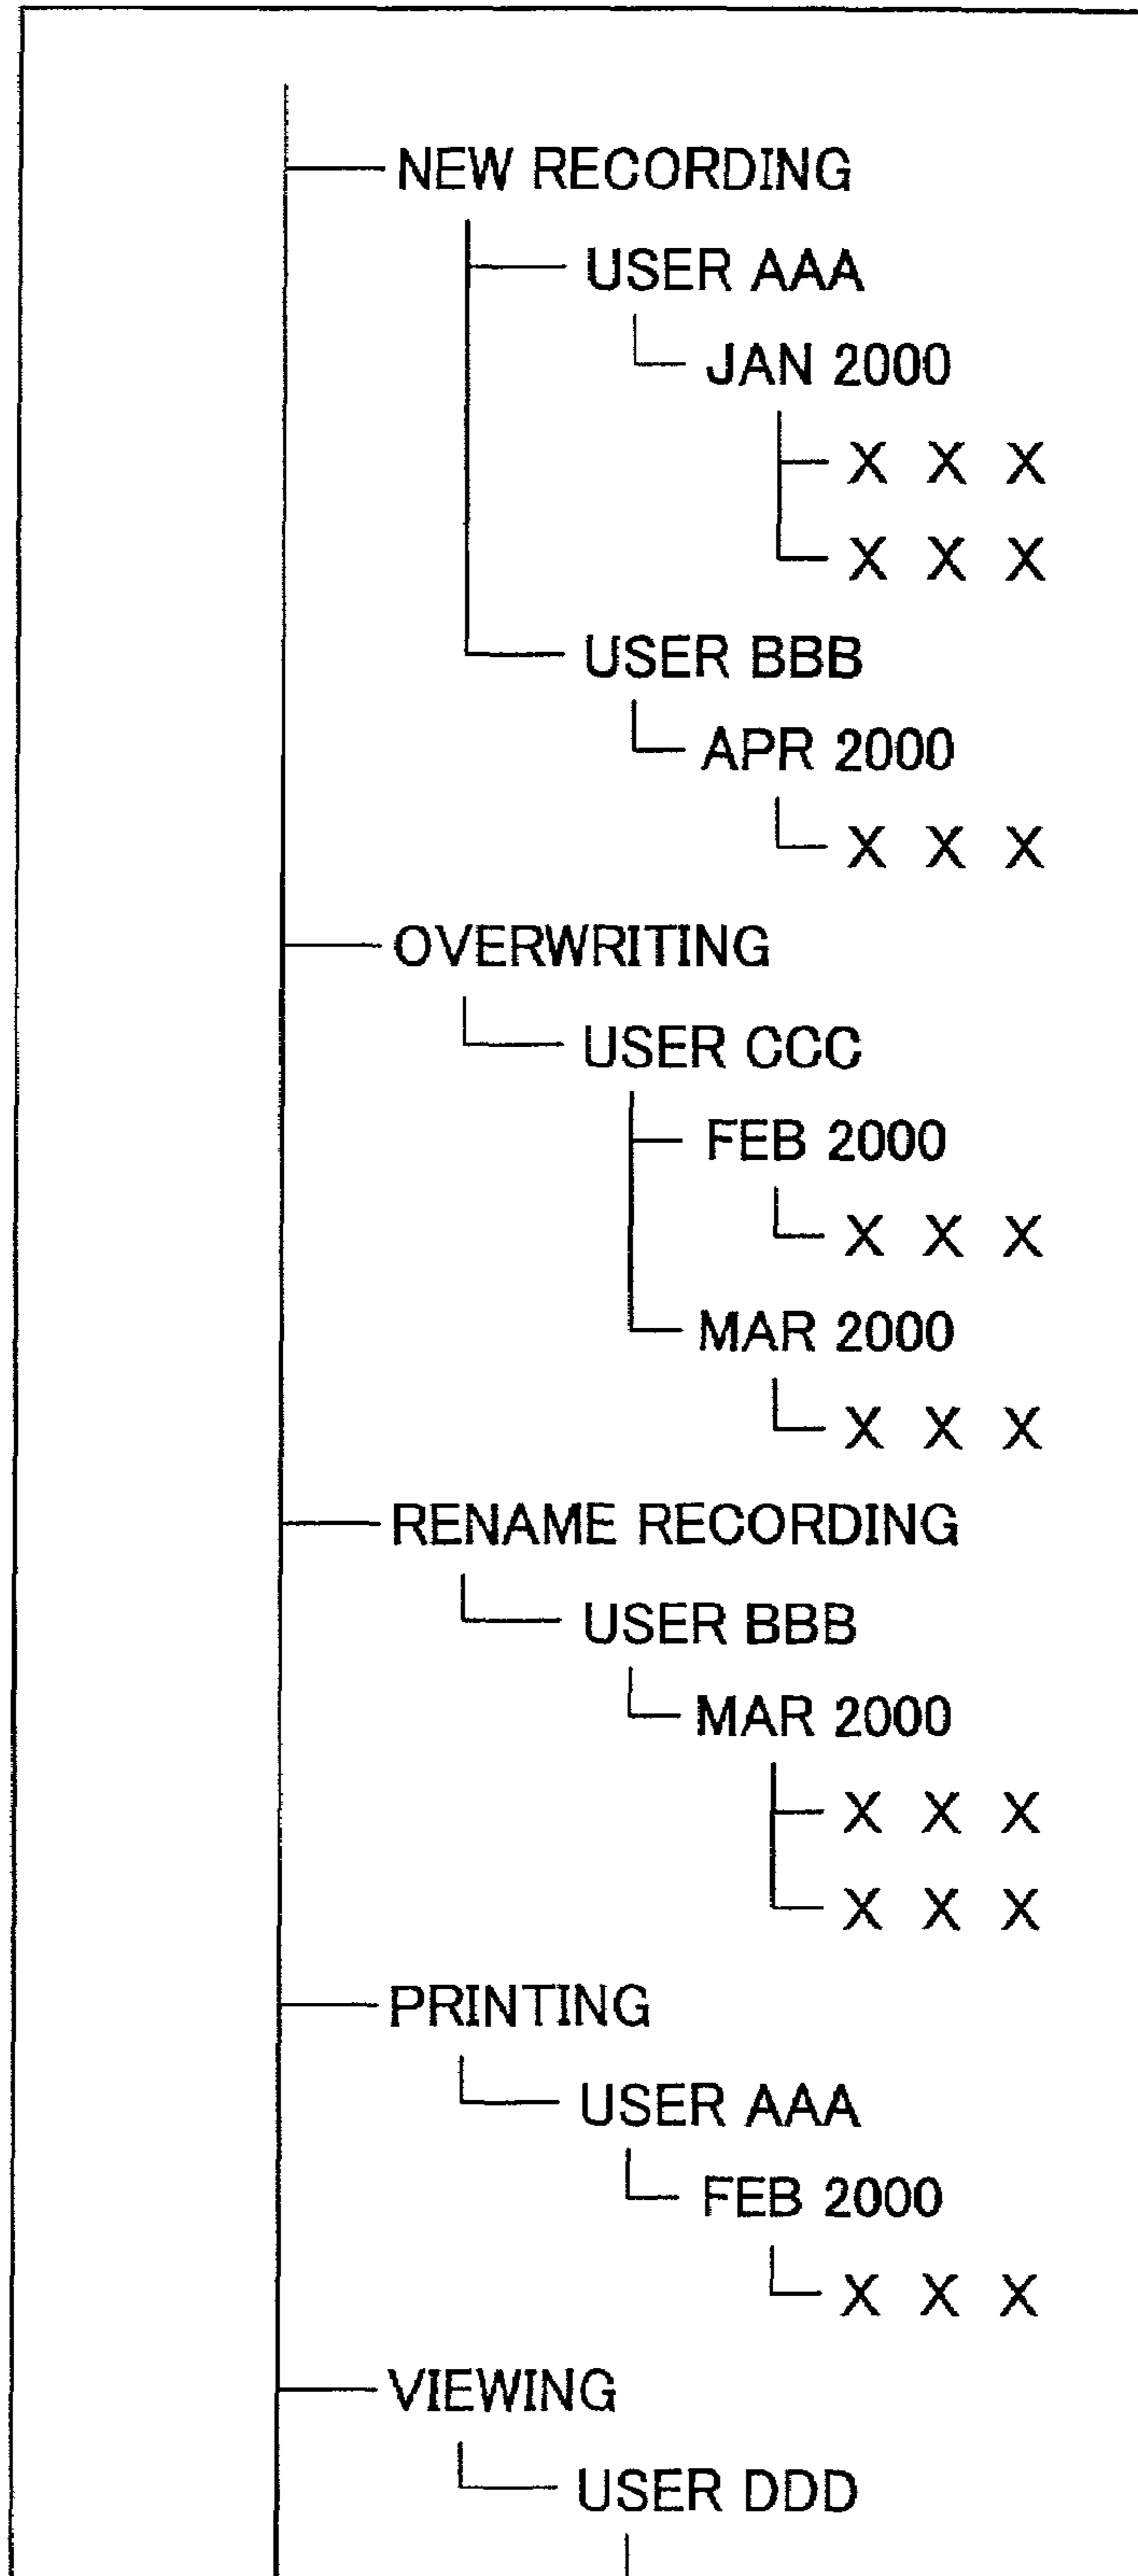 NEW RECORDING
USER AAA
JAN 2000
X X X
X X X
USER BBB
APR 2000
X X X
OVERWRITING
USER CCC
FEB 2000
X X X
MAR 2000
X X X
RENAME RECORDING
USER BBB
MAR 2000
X X X
X X X
PRINTING
USER AAA
FEB 2000
X X X
VIEWING
USER DDD